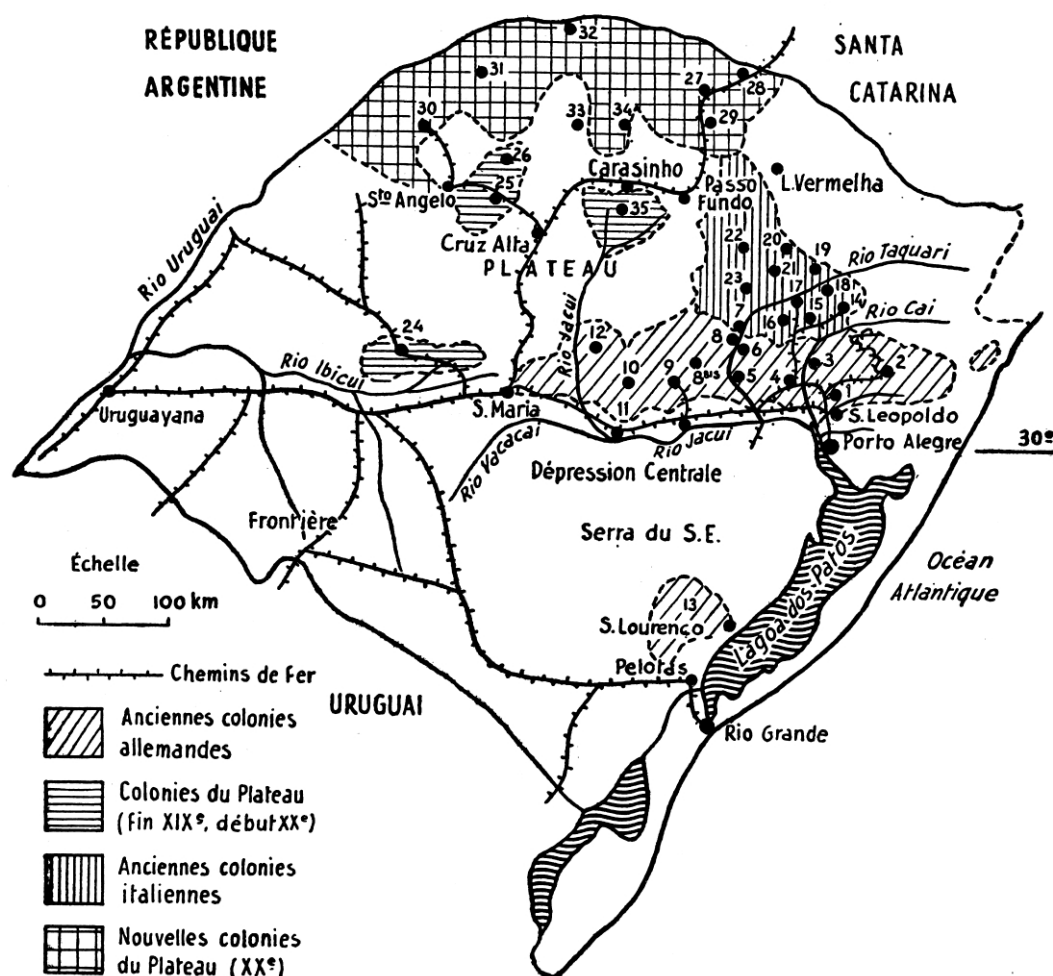 RÉPUBLIQUE
ARGENTINE
SANTA
CATARINA
32
31
27
28
30
33
34
29
26
Carasinho
Sto Angelo
25
35
Passo
Fundo
L. Vermelha
Cruz Alta
PLATEAU
Rio Uruguai
22
20
19
21
Rio Taquari
23
17
18
7
15
14
16
Rio Cai
24
12
8
6
Rio Jacui
Rio Ibicui
10
9
8 BIS
5
4
3
2
1
Uruguayana
S. Maria
11
S. Leopoldo
Rio Jacui
Porto Alegre
30º
Rio Vacacai
Dépression Centrale
Frontière
Serra du S.E.
Échelle
0 50 100 km
Océan
Atlantique
13
S. Lourenço
Lagoa-dos-Patos
Pelotas
Chemins de Fer
URUGUAI
Rio Grande
Anciennes colonies
allemandes
Colonies du Plateau
(fin XIXe, début XXe)
Anciennes colonies
italiennes
Nouvelles colonies
du Plateau (XXe)